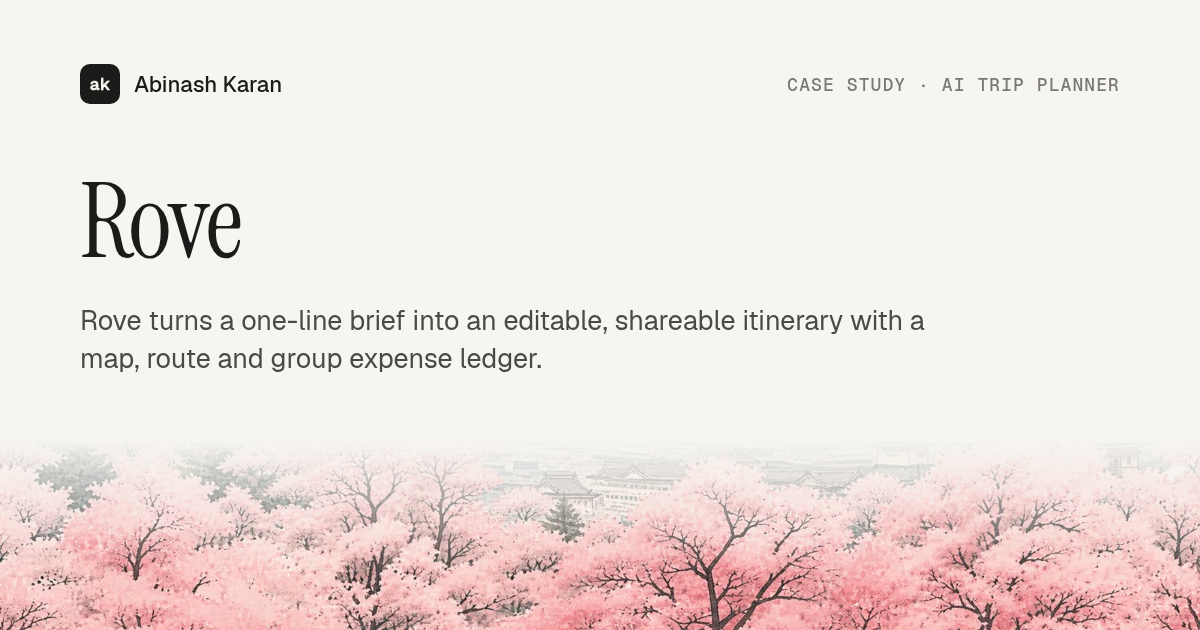 ak Abinash Karan
CASE STUDY · AI TRIP PLANNER
Rove
Rove turns a one-line brief into an editable, shareable itinerary with a
map, route and group expense ledger.